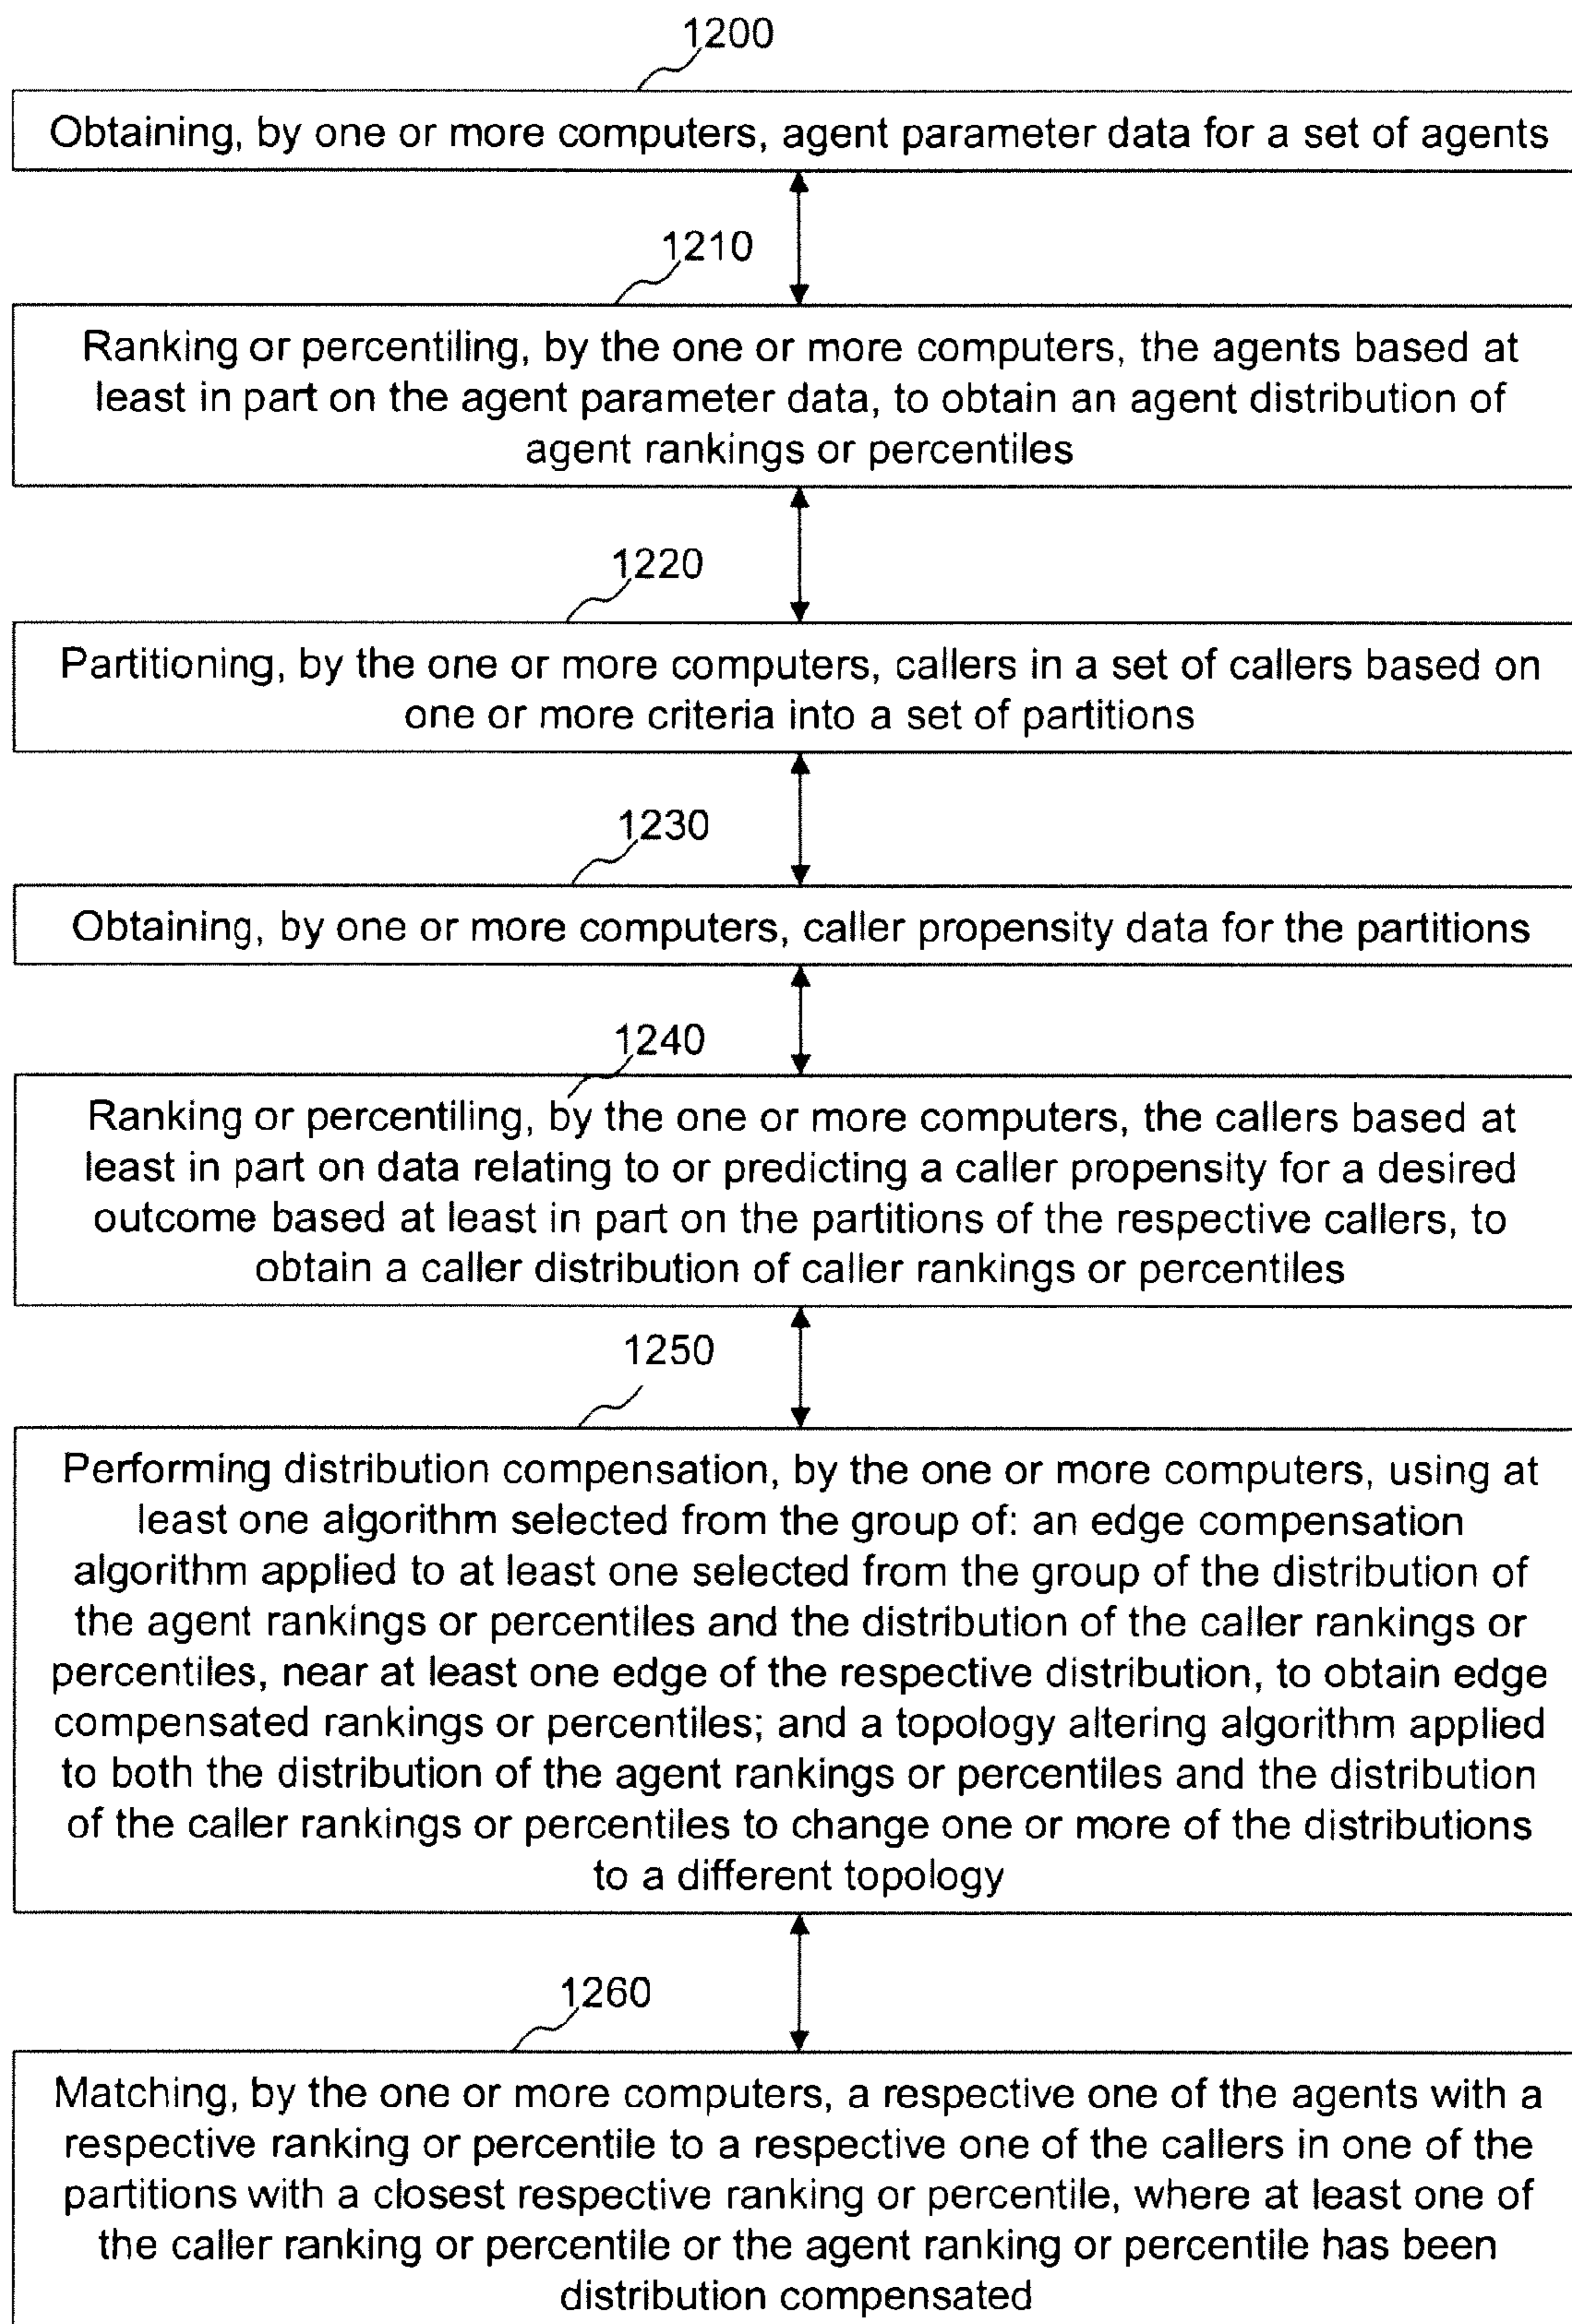 1200
Obtaining, by one or more computers, agent parameter data for a set of agents
1210
Ranking or percentiling, by the one or more computers, the agents based at
least in part on the agent parameter data, to obtain an agent distribution of
agent rankings or percentiles
1220
Partitioning, by the one or more computers, callers in a set of callers based on
one or more criteria into a set of partitions
1230
Obtaining, by one or more computers, caller propensity data for the partitions
1240
Ranking or percentiling, by the one or more computers, the callers based at
least in part on data relating to or predicting a caller propensity for a desired
outcome based at least in part on the partitions of the respective callers, to
obtain a caller distribution of caller rankings or percentiles
1250
Performing distribution compensation, by the one or more computers, using at
least one algorithm selected from the group of: an edge compensation
algorithm applied to at least one selected from the group of the distribution of
the agent rankings or percentiles and the distribution of the caller rankings or
percentiles, near at least one edge of the respective distribution, to obtain edge
compensated rankings or percentiles; and a topology altering algorithm applied
to both the distribution of the agent rankings or percentiles and the distribution
of the caller rankings or percentiles to change one or more of the distributions
to a different topology
1260
Matching, by the one or more computers, a respective one of the agents with a
respective ranking or percentile to a respective one of the callers in one of the
partitions with a closest respective ranking or percentile, where at least one of
the caller ranking or percentile or the agent ranking or percentile has been
distribution compensated